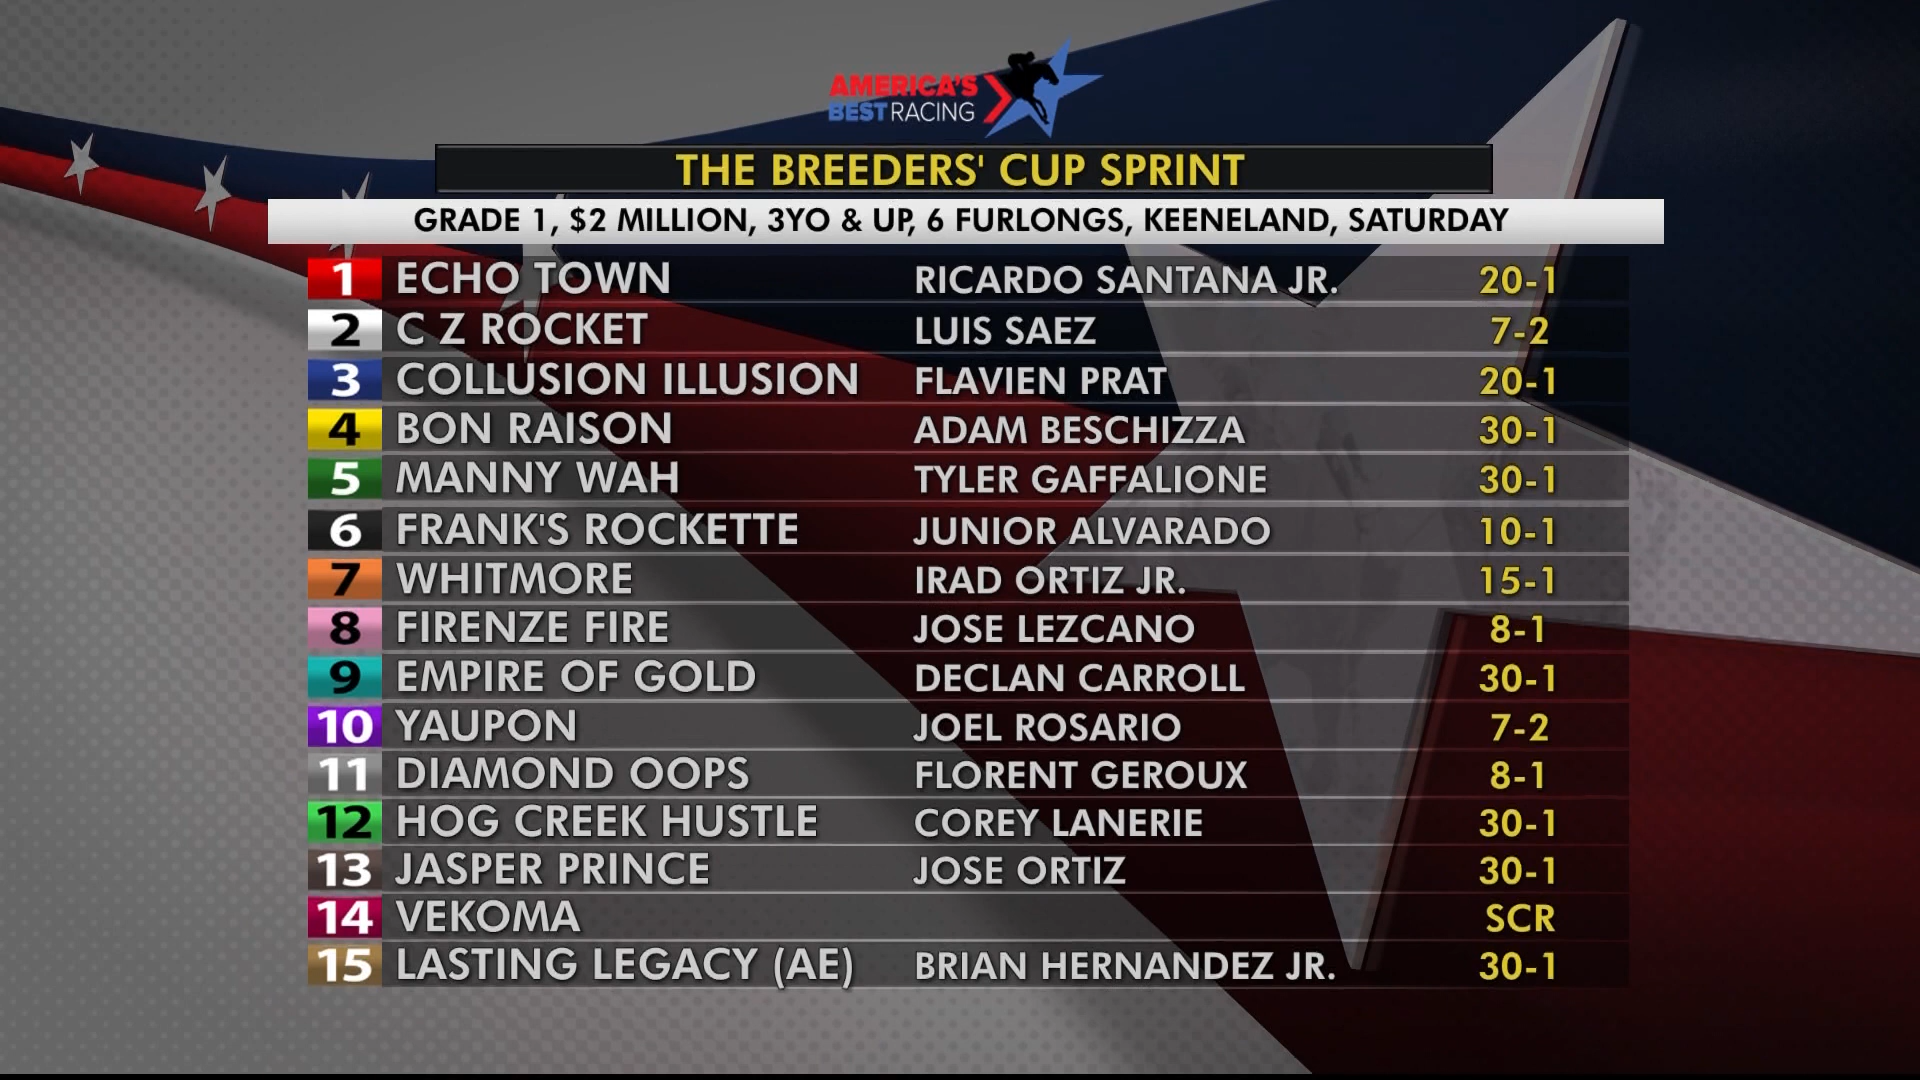 AMERICA'S
BEST RACING
THE BREEDERS' CUP SPRINT
GRADE 1, $2 MILLION, 3YO & UP, 6 FURLONGS, KEENELAND, SATURDAY
1 ECHO TOWN RICARDO SANTANA JR. 20-1
2 C Z ROCKET LUIS SAEZ 7-2
3 COLLUSION ILLUSION FLAVIEN PRAT 20-1
4 BON RAISON ADAM BESCHIZZA 30-1
5 MANNY WAH TYLER GAFFALIONE 30-1
6 FRANK'S ROCKETTE JUNIOR ALVARADO 10-1
7 WHITMORE IRAD ORTIZ JR. 15-1
8 FIRENZE FIRE JOSE LEZCANO 8-1
9 EMPIRE OF GOLD DECLAN CARROLL 30-1
10 YAUPON JOEL ROSARIO 7-2
11 DIAMOND OOPS FLORENT GEROUX 8-1
12 HOG CREEK HUSTLE COREY LANERIE 30-1
13 JASPER PRINCE JOSE ORTIZ 30-1
14 VEKOMA SCR
15 LASTING LEGACY (AE) BRIAN HERNANDEZ JR. 30-1